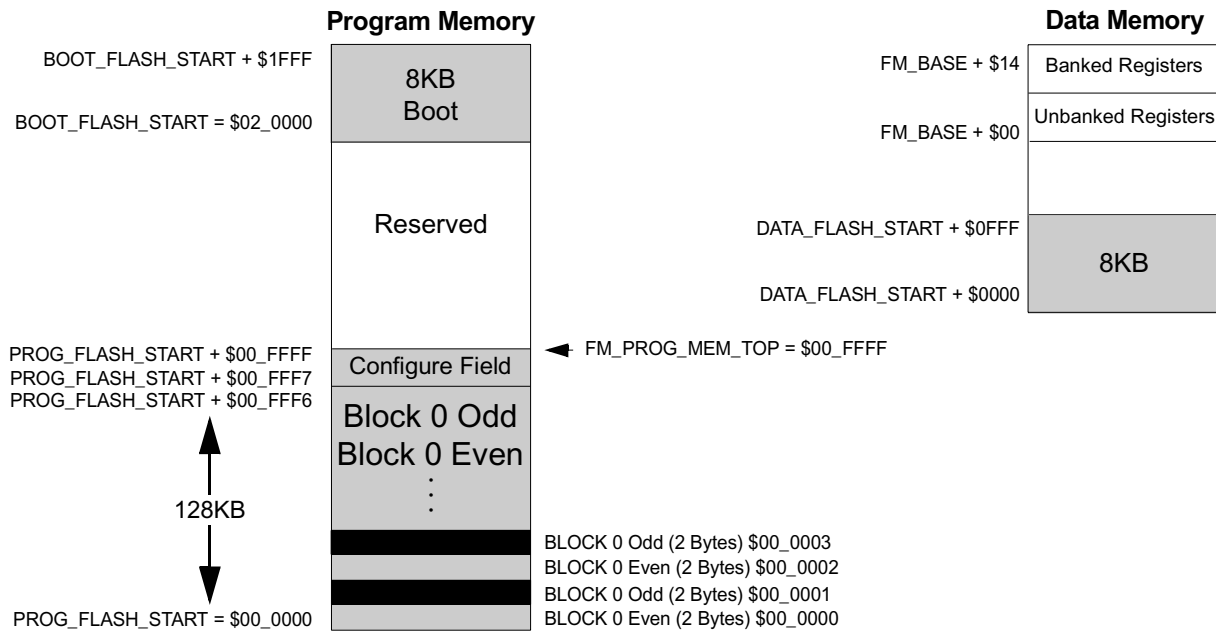 Program Memory
BOOT_FLASH_START + $1FFF
8KB
Boot
BOOT_FLASH_START = $02_0000
Reserved
PROG_FLASH_START + $00_FFFF
FM_PROG_MEM_TOP = $00_FFFF
Configure Field
PROG_FLASH_START + $00_FFF7
PROG_FLASH_START + $00_FFF6
Block 0 Odd
Block 0 Even
128KB
BLOCK 0 Odd (2 Bytes) $00_0003
BLOCK 0 Even (2 Bytes) $00_0002
BLOCK 0 Odd (2 Bytes) $00_0001
BLOCK 0 Even (2 Bytes) $00_0000
PROG_FLASH_START = $00_0000
Data Memory
FM_BASE + $14
Banked Registers
Unbanked Registers
FM_BASE + $00
DATA_FLASH_START + $0FFF
8KB
DATA_FLASH_START + $0000